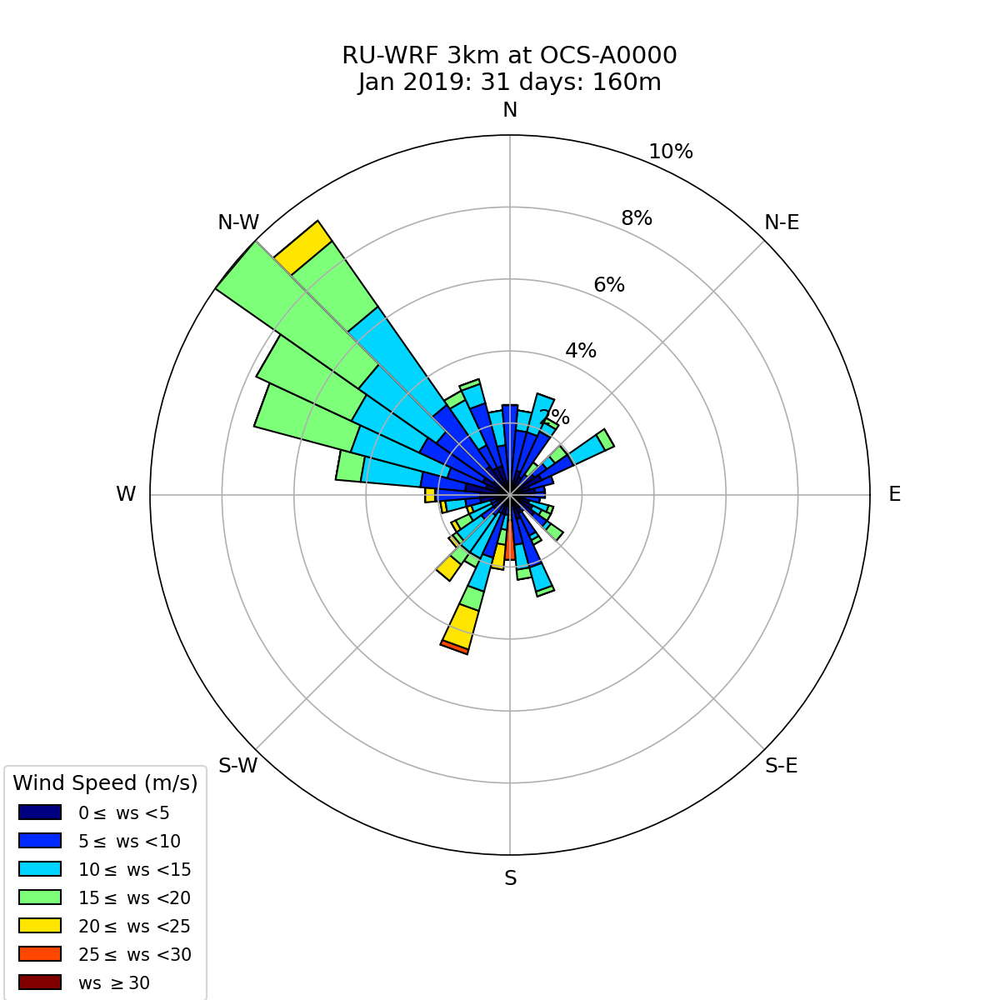 RU-WRF 3km at OCS-A0000
Jan 2019: 31 days: 160m
N
10%
N-W
8%
N-E
6%
4%
2%
W
E
S-W
S-E
S
Wind Speed (m/s)
0 ≤ ws <5
5 ≤ ws <10
10 ≤ ws <15
15 ≤ ws <20
20 ≤ ws <25
25 ≤ ws <30
ws ≥ 30